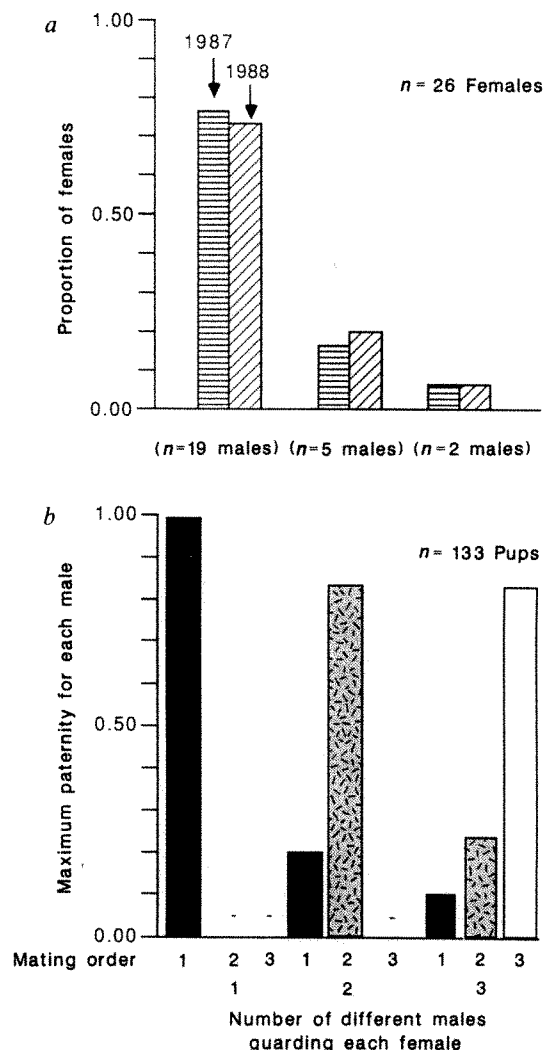 a
1.00
1987
1988
n= 26 Females
0.50
0.00
Proportion of females
(n=19 males) (n=5 males) (n=2 males)
b
1.00
n= 133 Pups
0.50
0.00
Maximum paternity for each male
Mating order 1 2 3 1 2 3 1 2 3
1 2 3
Number of different males
guarding each female